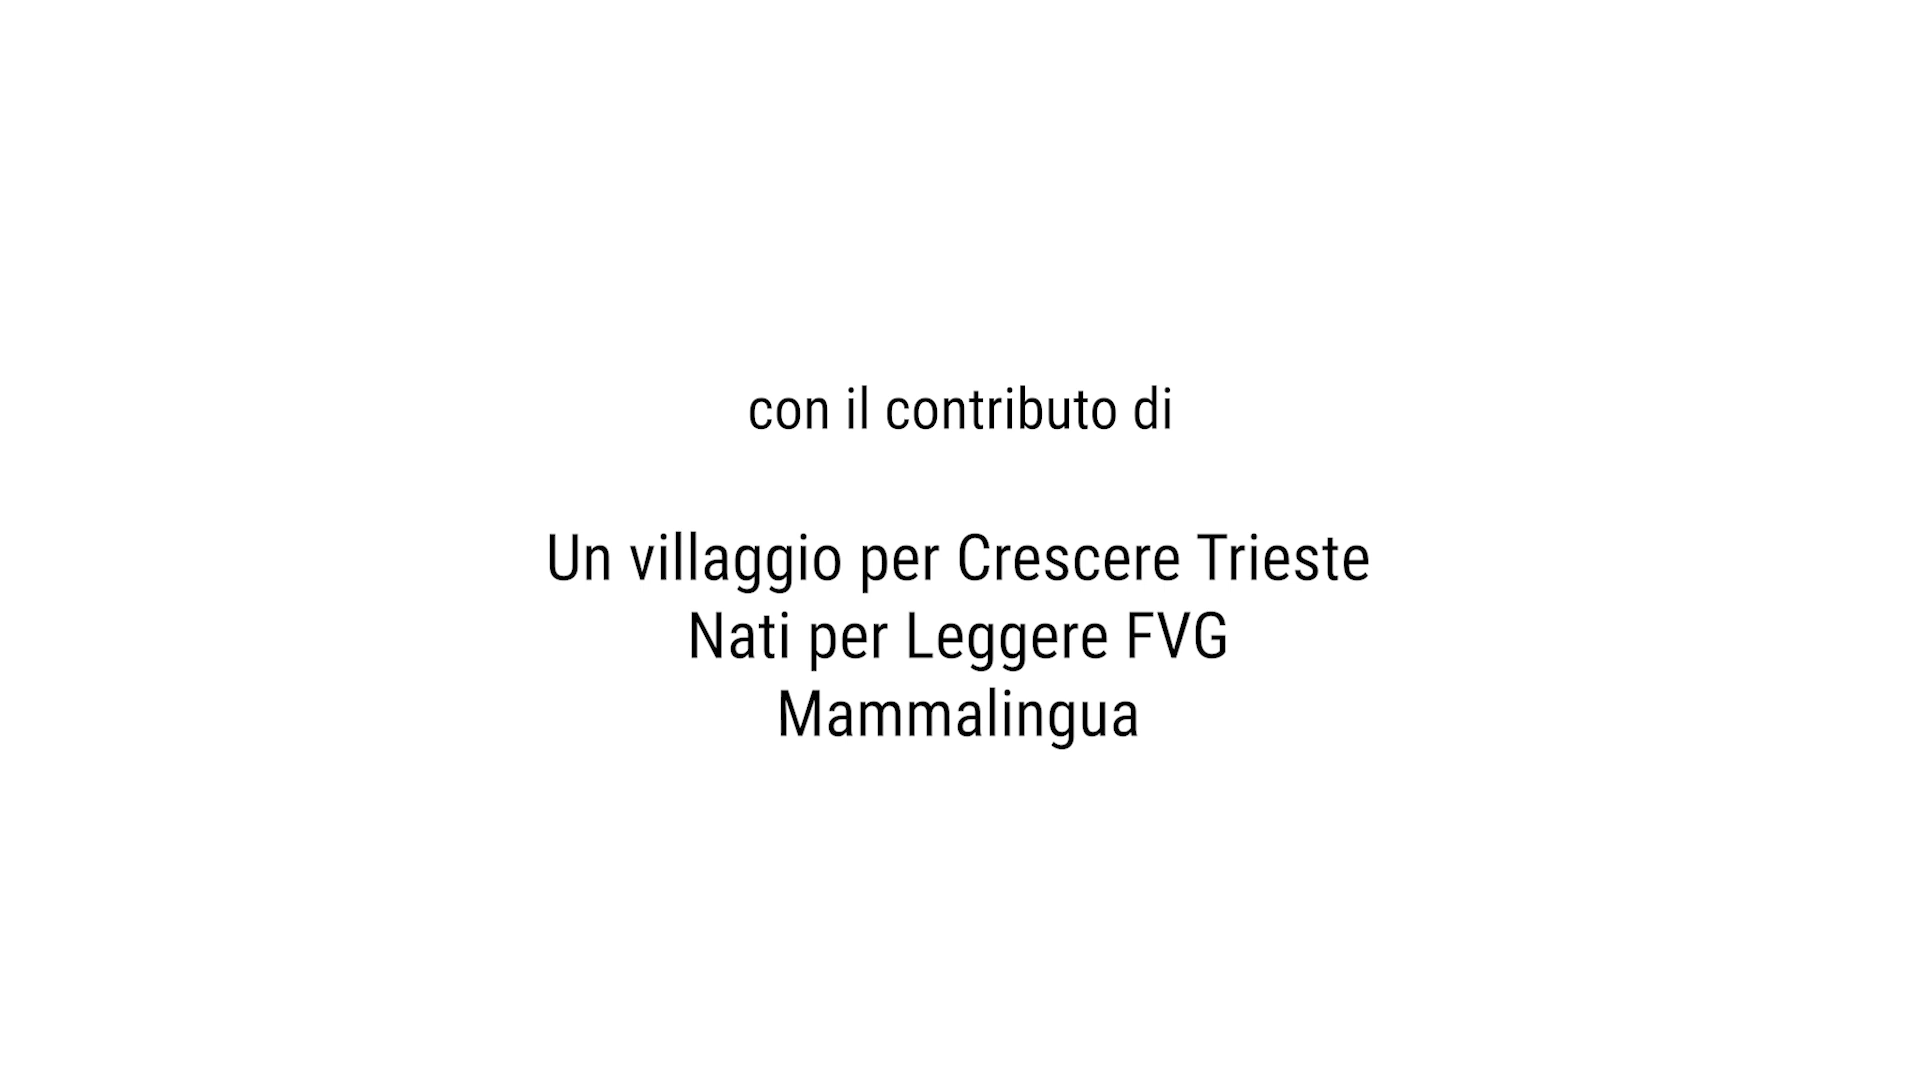 con il contributo di
Un villaggio per Crescere Trieste
Nati per Leggere FVG
Mammalingua